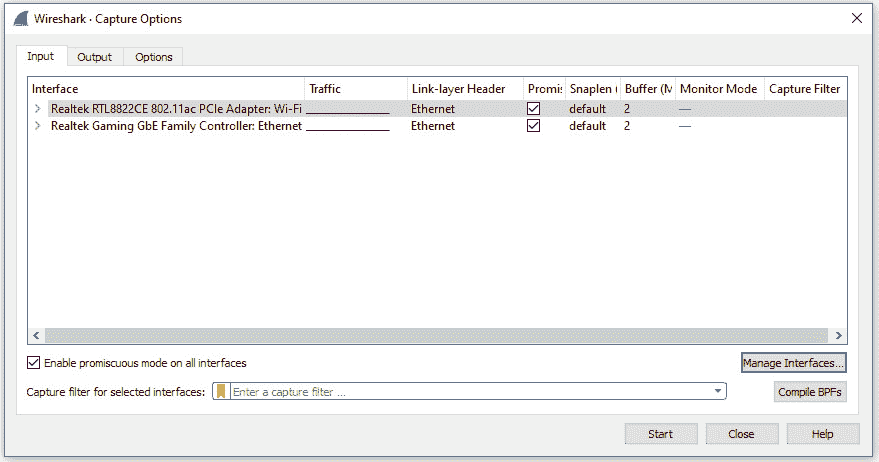 Wireshark · Capture Options
Input Output Options
Interface Traffic Link-layer Header Promis Snaplen ( Buffer (M Monitor Mode Capture Filter
Realtek RTL8822CE 802.11ac PCIe Adapter: Wi-Fi Ethernet default 2 —
Realtek Gaming GbE Family Controller: Ethernet Ethernet default 2 —
Enable promiscuous mode on all interfaces Manage Interfaces...
Capture filter for selected interfaces: Enter a capture filter ... Compile BPFs
Start Close Help